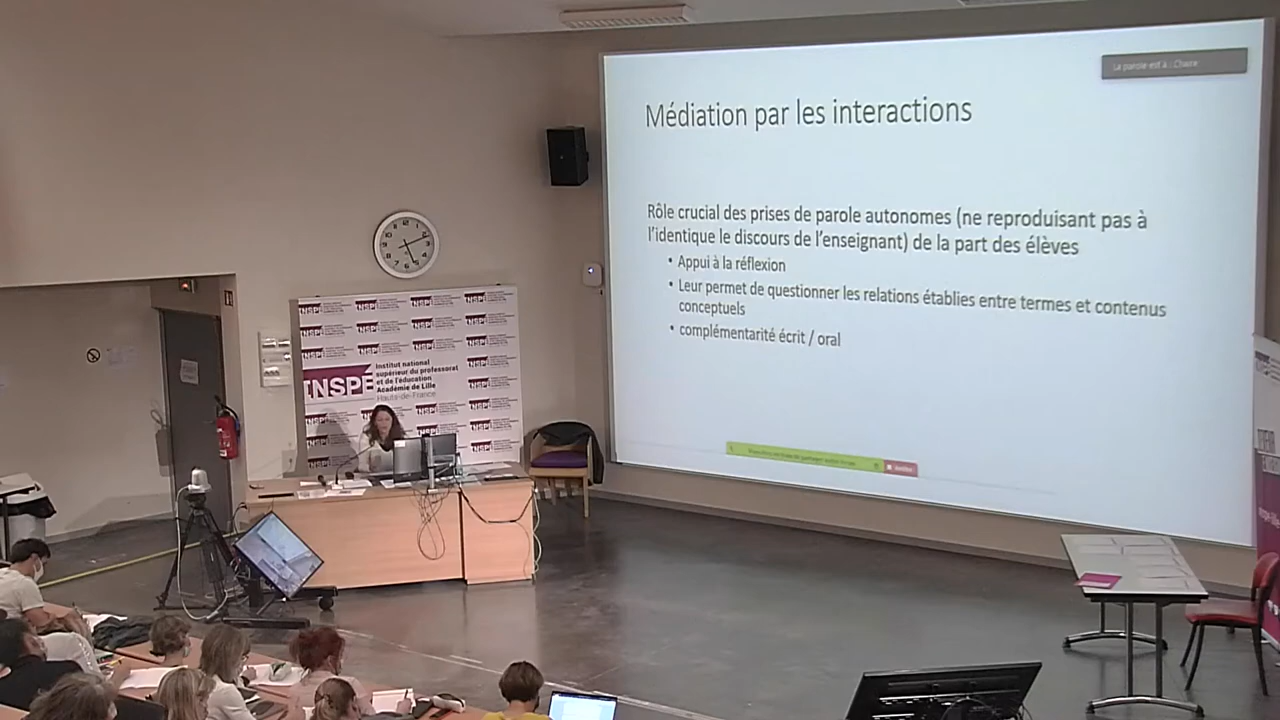 La parole est à : Claire
Médiation par les interactions
Rôle crucial des prises de parole autonomes (ne reproduisant pas à
l'identique le discours de l'enseignant) de la part des élèves
• Appui à la réflexion
• Leur permet de questionner les relations établies entre termes et contenus
conceptuels
• complémentarité écrit / oral
INSPÉ
Institut national
supérieur du professorat
et de l'éducation
Académie de Lille
Hauts-de-France